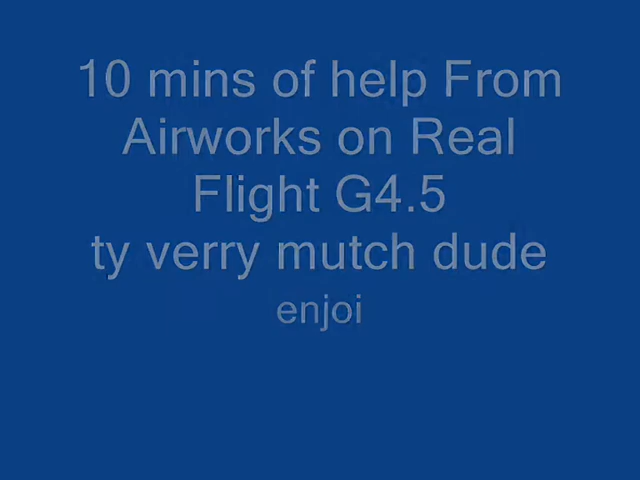 10 mins of help From
Airworks on Real
Flight G4.5
ty verry mutch dude
enjoi